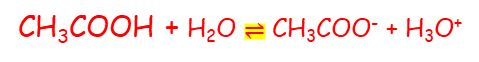 CH₃COOH + H₂O ⇌ CH₃COO⁻ + H₃O⁺